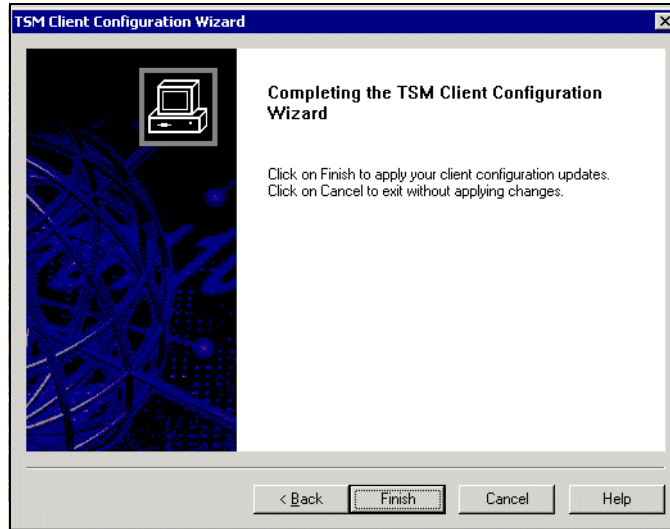 TSM Client Configuration Wizard
Completing the TSM Client Configuration
Wizard
Click on Finish to apply your client configuration updates.
Click on Cancel to exit without applying changes.
< Back
Finish
Cancel
Help